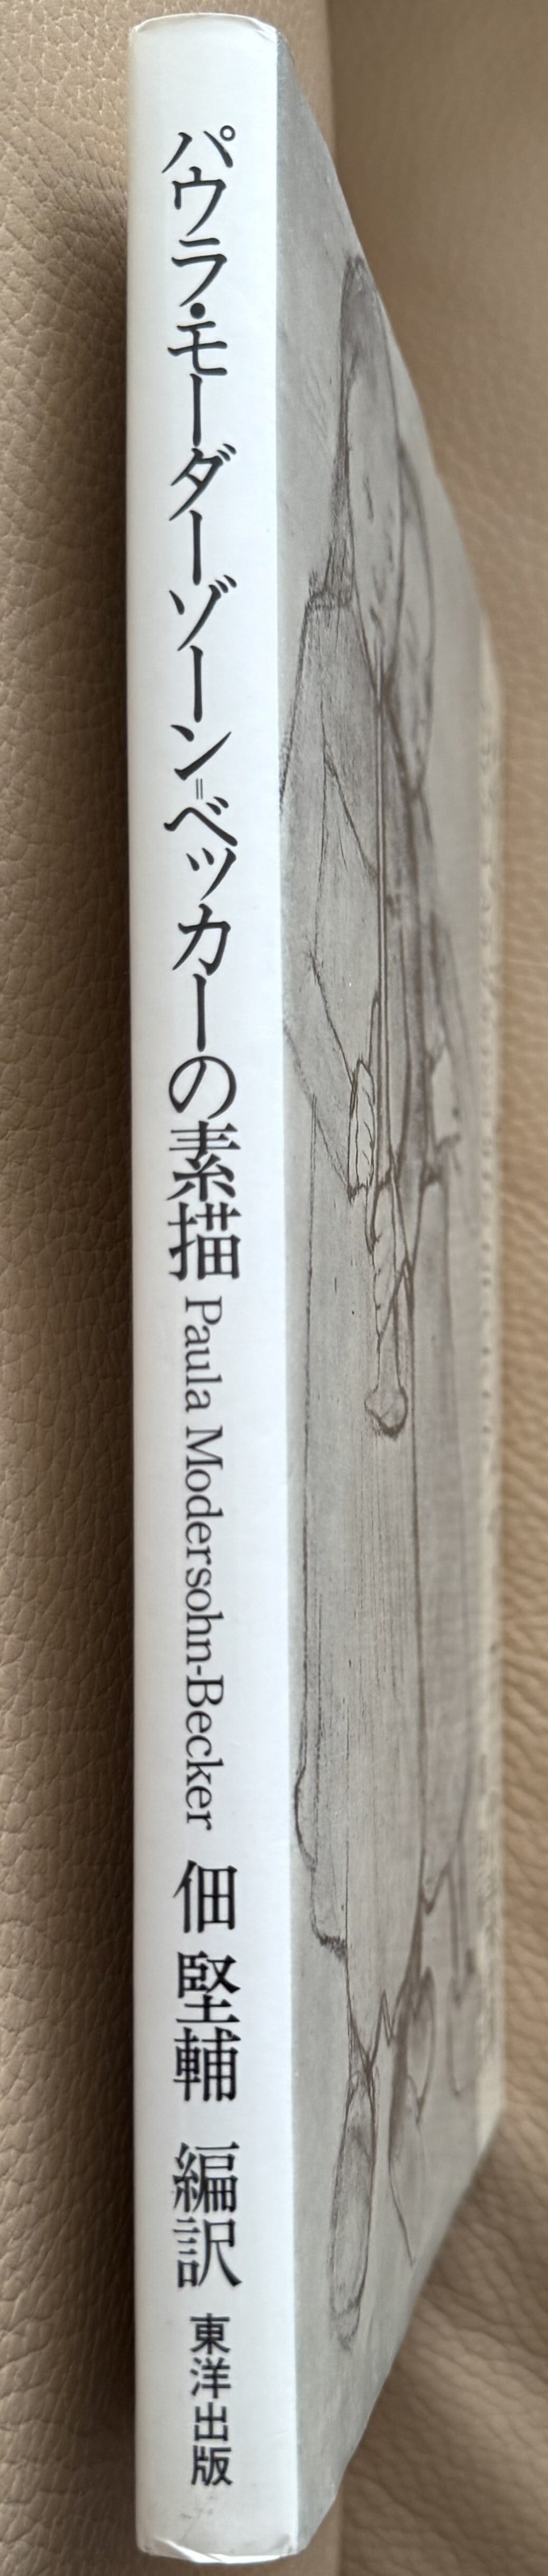 パウラ・モーダーゾーン=ベッカーの素描 Paula Modersohn-Becker 佃 堅輔 編訳 東洋出版